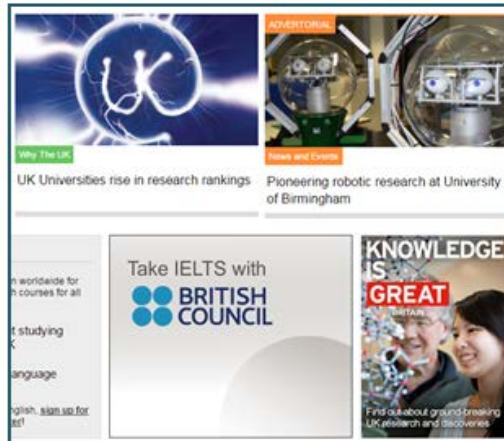 UK
Why The UK
UK Universities rise in research rankings
ADVERTORIAL
News and Events
Pioneering robotic research at University
of Birmingham
n worldwide for
h courses for all
t studying
K
anguage
nglish, sign up for
er!
Take IELTS with
BRITISH
COUNCIL
KNOWLEDGE
IS
GREAT
BRITAIN
Find out about ground-breaking
UK research and discoveries